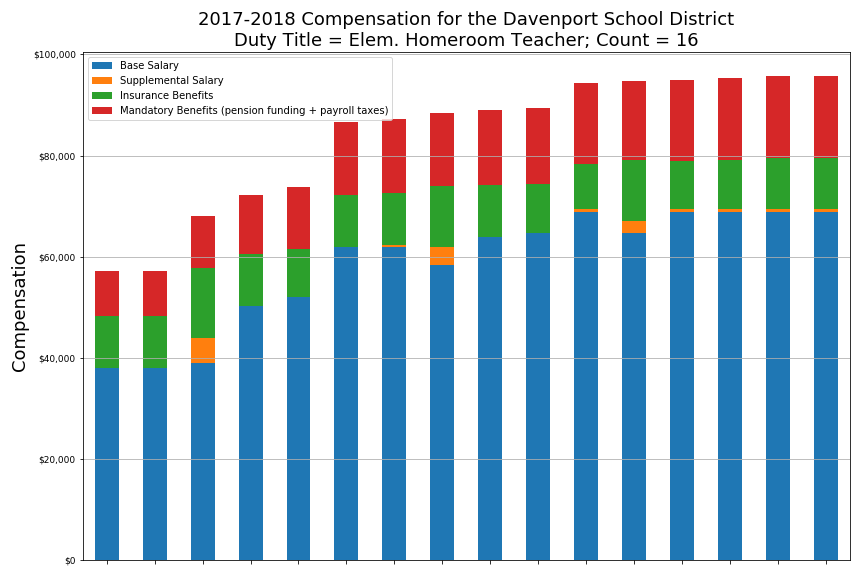 2017-2018 Compensation for the Davenport School District
Duty Title = Elem. Homeroom Teacher; Count = 16
$100,000
Base Salary
Supplemental Salary
Insurance Benefits
Mandatory Benefits (pension funding + payroll taxes)
$80,000
$60,000
Compensation
$40,000
$20,000
$0